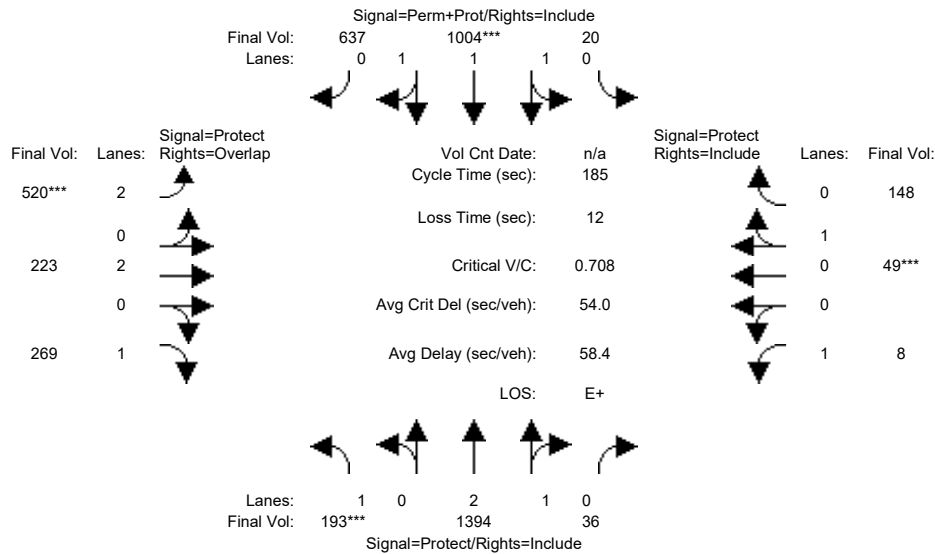 Signal=Perm+Prot/Rights=Include
Final Vol: 637 1004*** 20
Lanes: 0 1 1 1 0
Signal=Protect
Final Vol: Lanes: Rights=Overlap
Vol Cnt Date: n/a
Signal=Protect
Rights=Include Lanes: Final Vol:
Cycle Time (sec): 185
520*** 2
0 148
Loss Time (sec): 12
0
1
223 2
Critical V/C: 0.708
0 49***
0
Avg Crit Del (sec/veh): 54.0
0
269 1
Avg Delay (sec/veh): 58.4
1 8
LOS: E+
Lanes: 1 0 2 1 0
Final Vol: 193*** 1394 36
Signal=Protect/Rights=Include